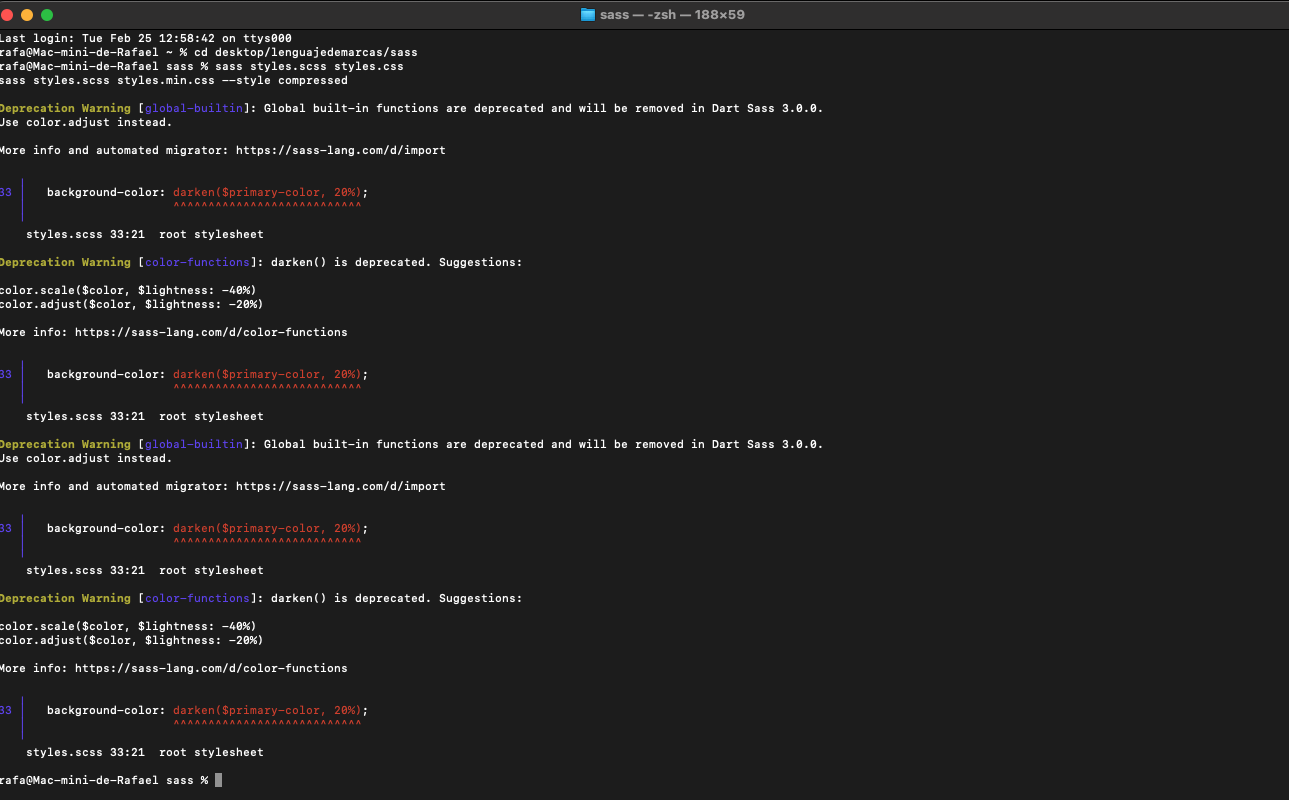 sass — -zsh — 188×59
Last login: Tue Feb 25 12:58:42 on ttys000
rafa@Mac-mini-de-Rafael ~ % cd desktop/lenguajedemarcas/sass
rafa@Mac-mini-de-Rafael sass % sass styles.scss styles.css
sass styles.scss styles.min.css --style compressed
Deprecation Warning [global-builtin]: Global built-in functions are deprecated and will be removed in Dart Sass 3.0.0.
Use color.adjust instead.
More info and automated migrator: https://sass-lang.com/d/import
33 │   background-color: darken($primary-color, 20%);
^^^^^^^^^^^^^^^^^^^^^^^^^^^
styles.scss 33:21  root stylesheet
Deprecation Warning [color-functions]: darken() is deprecated. Suggestions:
color.scale($color, $lightness: -40%)
color.adjust($color, $lightness: -20%)
More info: https://sass-lang.com/d/color-functions
33 │   background-color: darken($primary-color, 20%);
^^^^^^^^^^^^^^^^^^^^^^^^^^^
styles.scss 33:21  root stylesheet
Deprecation Warning [global-builtin]: Global built-in functions are deprecated and will be removed in Dart Sass 3.0.0.
Use color.adjust instead.
More info and automated migrator: https://sass-lang.com/d/import
33 │   background-color: darken($primary-color, 20%);
^^^^^^^^^^^^^^^^^^^^^^^^^^^
styles.scss 33:21  root stylesheet
Deprecation Warning [color-functions]: darken() is deprecated. Suggestions:
color.scale($color, $lightness: -40%)
color.adjust($color, $lightness: -20%)
More info: https://sass-lang.com/d/color-functions
33 │   background-color: darken($primary-color, 20%);
^^^^^^^^^^^^^^^^^^^^^^^^^^^
styles.scss 33:21  root stylesheet
rafa@Mac-mini-de-Rafael sass %